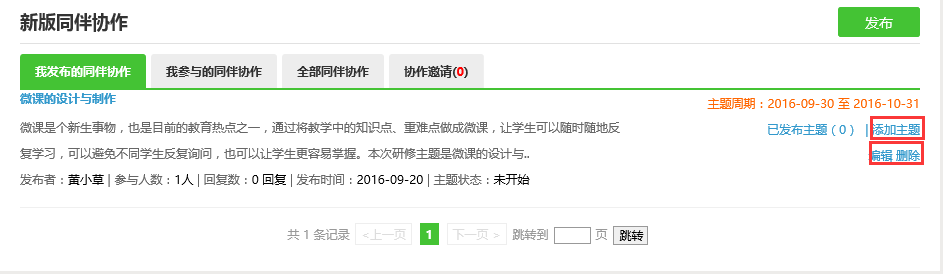 新版同伴协作 发布
我发布的同伴协作 我参与的同伴协作 全部同伴协作 协作邀请(0)
微课的设计与制作 主题周期：2016-09-30 至 2016-10-31
微课是个新生事物，也是目前的教育热点之一，通过将教学中的知识点、重难点做成微课，让学生可以随时随地反 已发布主题（0） | 添加主题
复学习，可以避免不同学生反复询问，也可以让学生更容易掌握。本次研修主题是微课的设计与.. 编辑 删除
发布者：黄小草 | 参与人数：1人 | 回复数：0 回复 | 发布时间：2016-09-20 | 主题状态：未开始
共 1 条记录 <上一页 1 下一页 > 跳转到 页 跳转